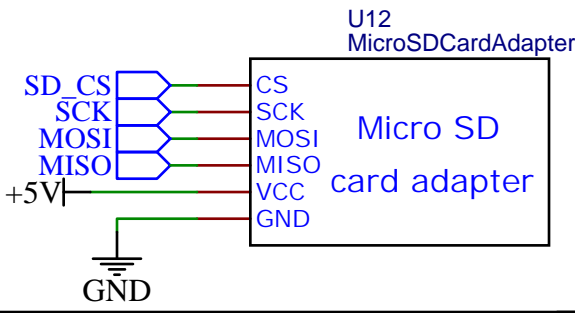 U12
MicroSDCardAdapter
SD_CS CS
SCK SCK
MOSI MOSI
MISO MISO
+5V VCC
GND
GND
Micro SD
card adapter